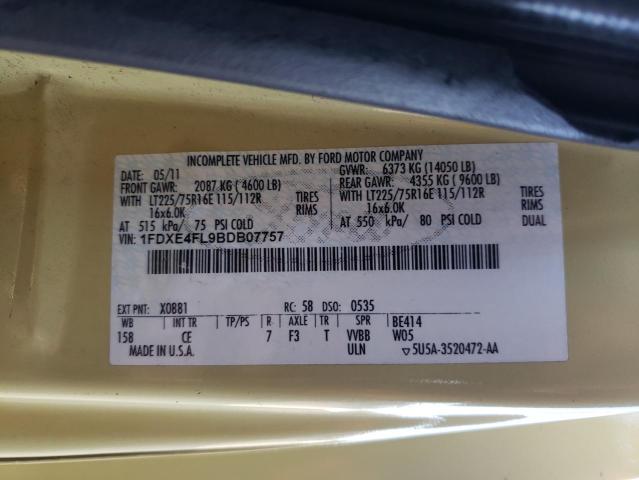 INCOMPLETE VEHICLE MFD. BY FORD MOTOR COMPANY
DATE: 05/11 GVWR: 6373 KG (14050 LB)
FRONT GAWR: 2087 KG (4600 LB) REAR GAWR: 4355 KG (9600 LB)
WITH LT225/75R16E 115/112R TIRES WITH LT225/75R16E 115/112R TIRES
16x6.0K RIMS 16x6.0K RIMS
AT 515 kPa/ 75 PSI COLD AT 550 kPa/ 80 PSI COLD DUAL
VIN: 1FDXE4FL9BDB07757
EXT PNT: X0881 RC: 58 DSO: 0535
WB INT TR TP/PS R AXLE TR SPR BE414
158 CE 7 F3 T VVBB W05
MADE IN U.S.A. ULN ▽5U5A-3520472-AA